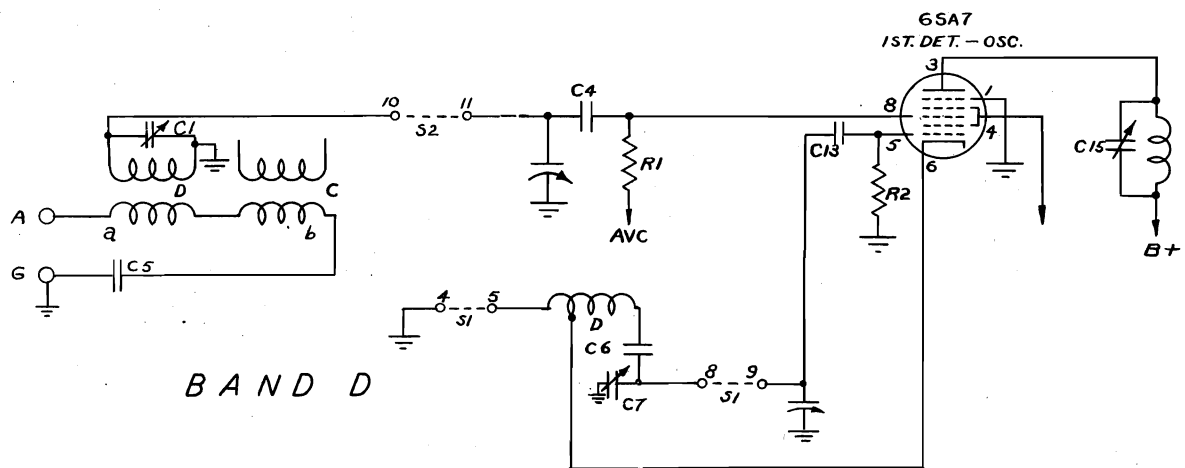 6SA7
1ST. DET. – OSC.
3
10
11
C4
8
1
C1
S2
4
5
C13
6
C15
D
C
R1
R2
A
a
b
AVC
B+
G
C5
4
5
S1
D
C6
8
9
BAND D
C7
S1